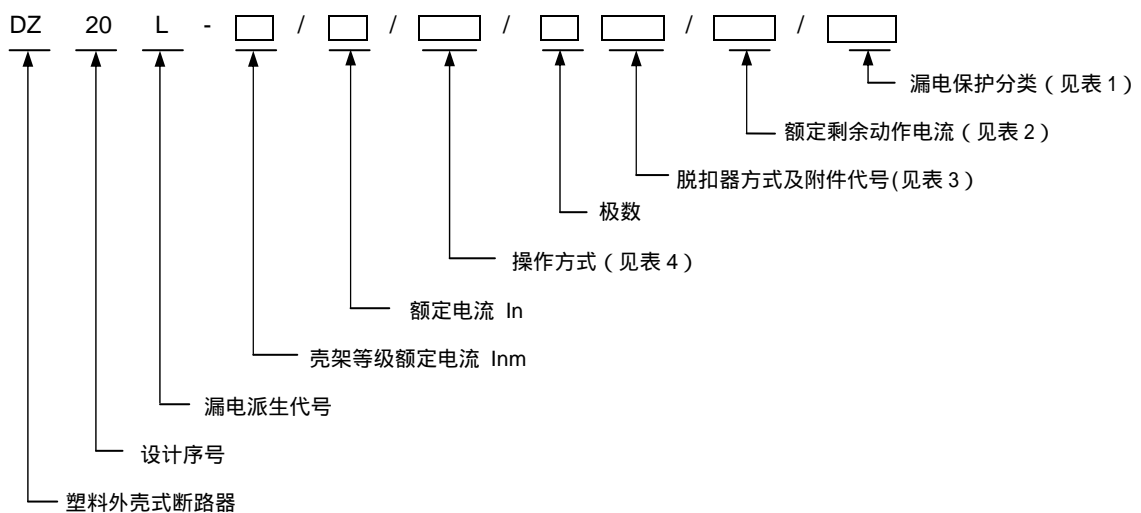 DZ 20 L - / / / / /
漏电保护分类(见表1)
额定剩余动作电流(见表2)
脱扣器方式及附件代号(见表3)
极数
操作方式(见表4)
额定电流 In
壳架等级额定电流 Inm
漏电派生代号
设计序号
塑料外壳式断路器